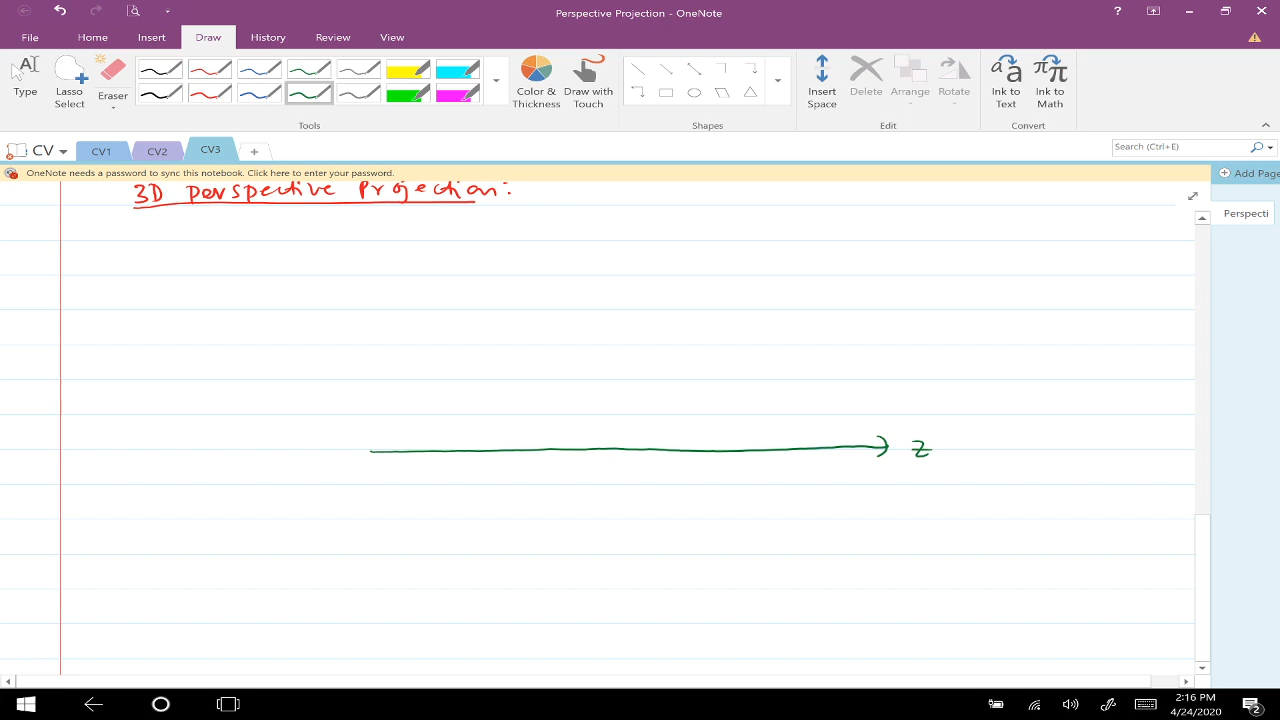 Perspective Projection - OneNote
?
File Home Insert Draw History Review View
Type
Lasso Select
Eraser
Color & Thickness
Draw with Touch
Insert Space
Delete
Arrange
Rotate
Ink to Text
Ink to Math
Tools
Shapes
Edit
Convert
CV
CV1
CV2
CV3
+
Search (Ctrl+E)
OneNote needs a password to sync this notebook. Click here to enter your password.
Add Page
3D Perspective Projection:
Perspecti
z
2:16 PM
4/24/2020
2